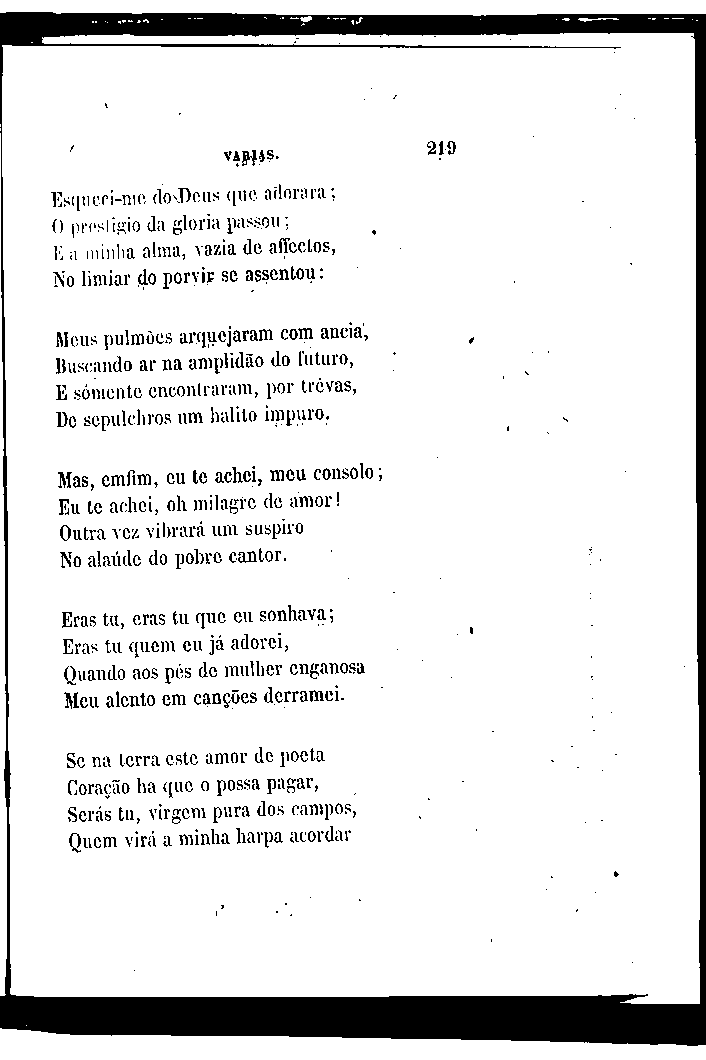 VARIAS. 219
Esqueci-me do Deus que adorara;
O prestigio da gloria passou;
E a minha alma, vazia de affectos,
No limiar do porvir se assentou:
Meus pulmões arquejaram com ancia,
Buscando ar na amplidão do futuro,
E sómente encontraram, por trévas,
De sepulchros um halito impuro.
Mas, emfim, eu te achei, meu consolo;
Eu te achei, oh milagre de amor!
Outra vez vibrará um suspiro
No alaúde do pobre cantor.
Eras tu, eras tu que eu sonhava;
Eras tu quem eu já adorei,
Quando aos pés de mulher enganosa
Meu alento em canções derramei.
Se na terra este amor de poeta
Coração ha que o possa pagar,
Serás tu, virgem pura dos campos,
Quem virá a minha harpa acordar